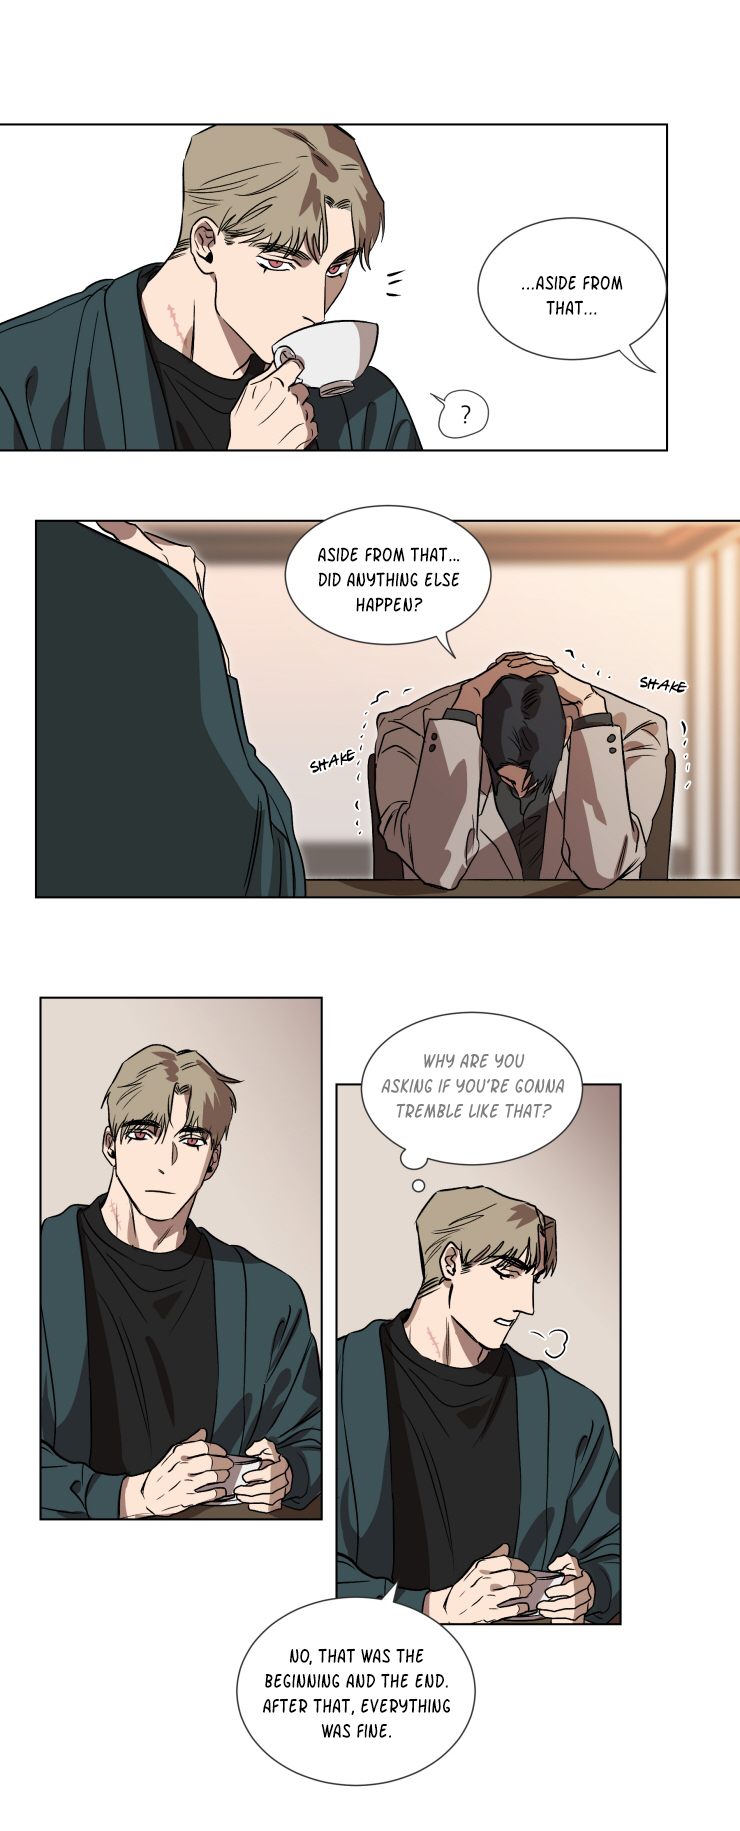 ...ASIDE FROM
THAT...
?
ASIDE FROM THAT...
DID ANYTHING ELSE
HAPPEN?
SHAKE
SHAKE
WHY ARE YOU
ASKING IF YOU'RE GONNA
TREMBLE LIKE THAT?
NO, THAT WAS THE
BEGINNING AND THE END.
AFTER THAT, EVERYTHING
WAS FINE.